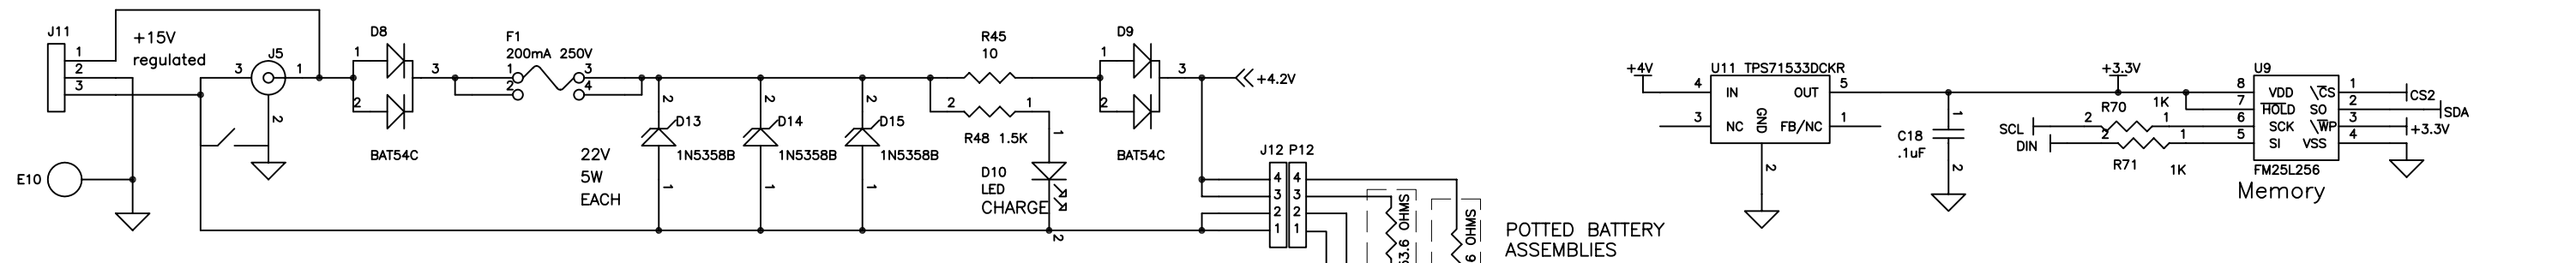 J11
1
2
3
+15V
regulated
E10
J5
3
1
2
D8
1
2
3
BAT54C
F1
200mA 250V
1
2
3
4
22V
5W
EACH
2
D13
1N5358B
1
2
D14
1N5358B
1
2
D15
1N5358B
1
R45
10
2
1
R48 1.5K
1
D10
LED
CHARGE
2
D9
1
2
3
BAT54C
+4.2V
J12 P12
4 4
3 3
2 2
1 1
53.6 OHMS
6 OHMS
POTTED BATTERY
ASSEMBLIES
+4V
U11 TPS71533DCKR
4 IN
OUT 5
3 NC
GND
FB/NC 1
2
C18
.1uF
1
2
+3.3V
SCL
2
R70
1
1K
DIN
2
R71
1
1K
U9
8 VDD
\CS 1
CS2
7 HOLD
SO 2
SDA
6 SCK
\WP 3
+3.3V
5 SI
VSS 4
FM25L256
Memory